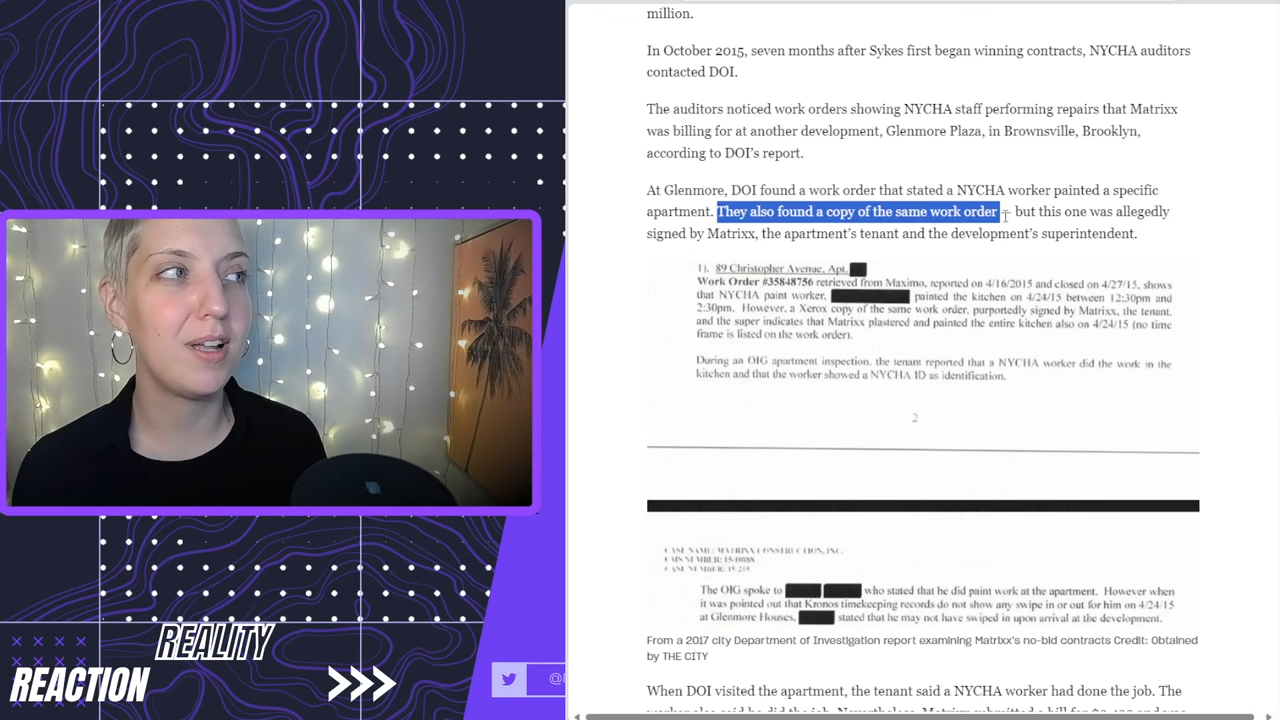 million.
In October 2015, seven months after Sykes first began winning contracts, NYCHA auditors
contacted DOI.
The auditors noticed work orders showing NYCHA staff performing repairs that Matrixx
was billing for at another development, Glenmore Plaza, in Brownsville, Brooklyn,
according to DOI's report.
At Glenmore, DOI found a work order that stated a NYCHA worker painted a specific
apartment. They also found a copy of the same work order – but this one was allegedly
signed by Matrixx, the apartment's tenant and the development's superintendent.
1). 89 Christopher Avenue, Apt.
Work Order #35848756 retrieved from Maximo, reported on 4/16/2015 and closed on 4/27/15, shows
that NYCHA paint worker, painted the kitchen on 4/24/15 between 12:30pm and
2:30pm. However, a Xerox copy of the same work order, purportedly signed by Matrixx, the tenant,
and the super indicates that Matrixx plastered and painted the entire kitchen also on 4/24/15 (no time
frame is listed on the work order).
During an OIG apartment inspection, the tenant reported that a NYCHA worker did the work in the
kitchen and that the worker showed a NYCHA ID as identification.
2
CASE NAME: MATRIXX CONSTRUCTION, INC.
CASE NUMBER: 15-215
The OIG spoke to who stated that he did paint work at the apartment. However when
it was pointed out that Kronos timekeeping records do not show any swipe in or out for him on 4/24/15
at Glenmore Houses, stated that he may not have swiped in upon arrival at the development.
From a 2017 city Department of Investigation report examining Matrixx's no-bid contracts Credit: Obtained
by THE CITY
When DOI visited the apartment, the tenant said a NYCHA worker had done the job. The
REALITY
REACTION
@